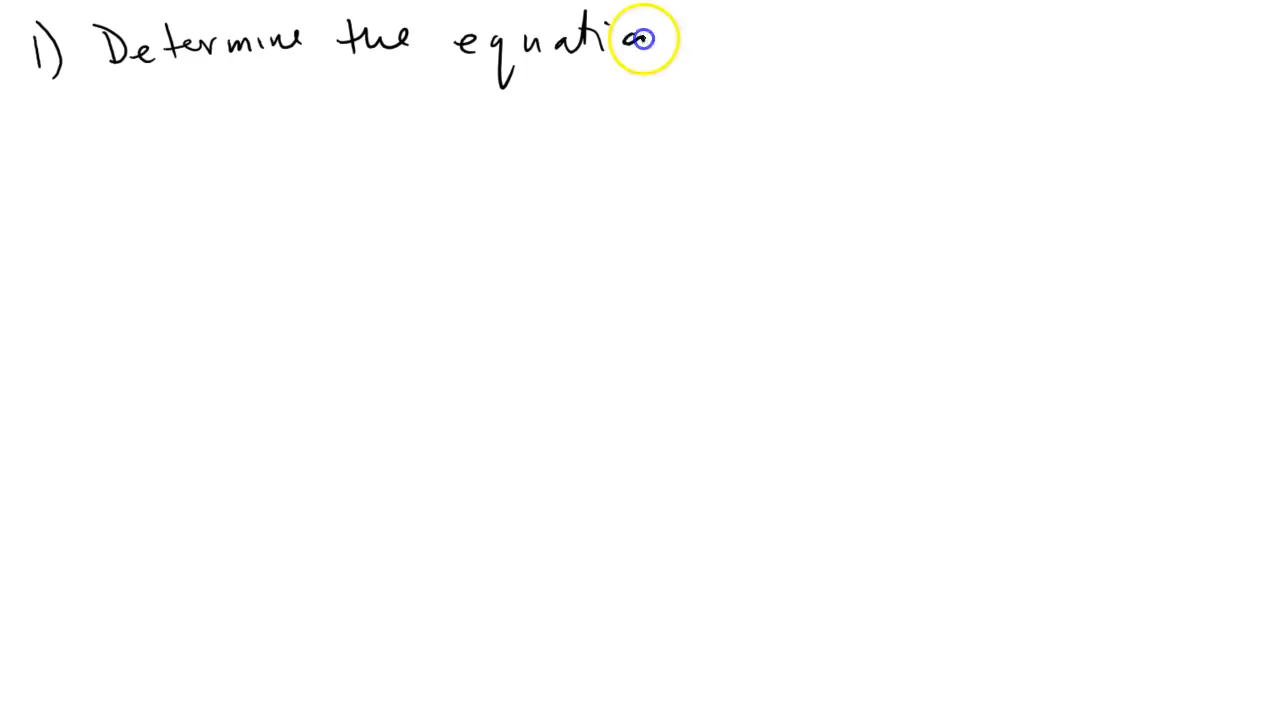 1) Determine the equatio